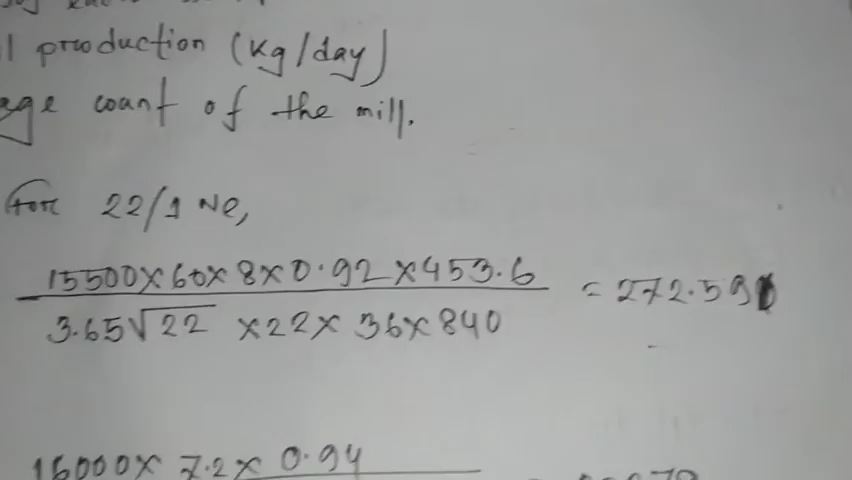 l production (Kg/day)
age count of the mill.
For 22/1 Ne,
15500×60×8×0.92×453.6
= 272.59
3.65√22 ×22× 36×840
16000× 7.2× 0.94